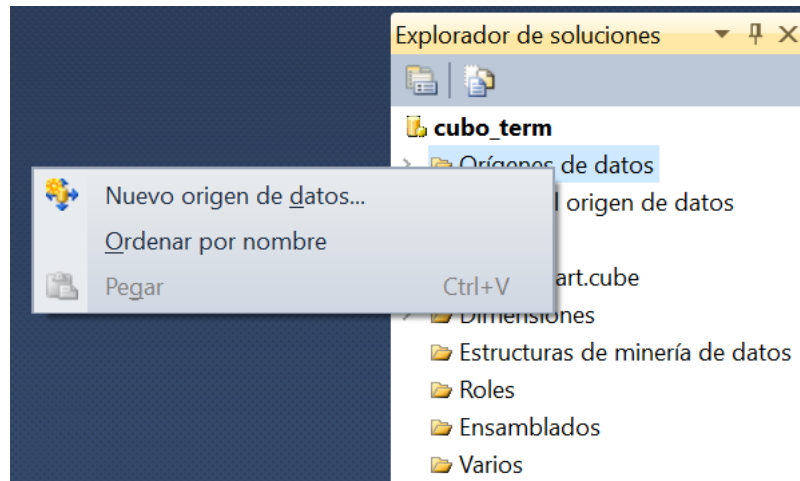 Explorador de soluciones
cubo_term
Orígenes de datos
Nuevo origen de datos...
origen de datos
Ordenar por nombre
Pegar Ctrl+V
art.cube
Dimensiones
Estructuras de minería de datos
Roles
Ensamblados
Varios